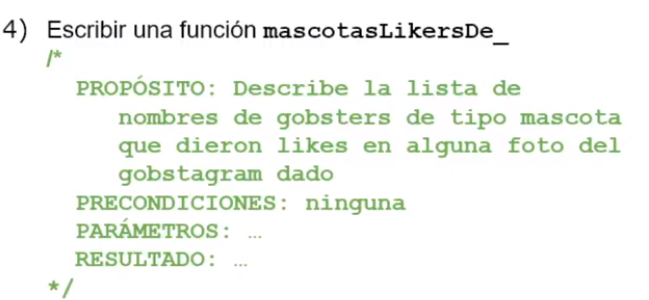 4) Escribir una función mascotasLikersDe_
/*
PROPÓSITO: Describe la lista de
nombres de gobsters de tipo mascota
que dieron likes en alguna foto del
gobstagram dado
PRECONDICIONES: ninguna
PARÁMETROS: …
RESULTADO: …
*/